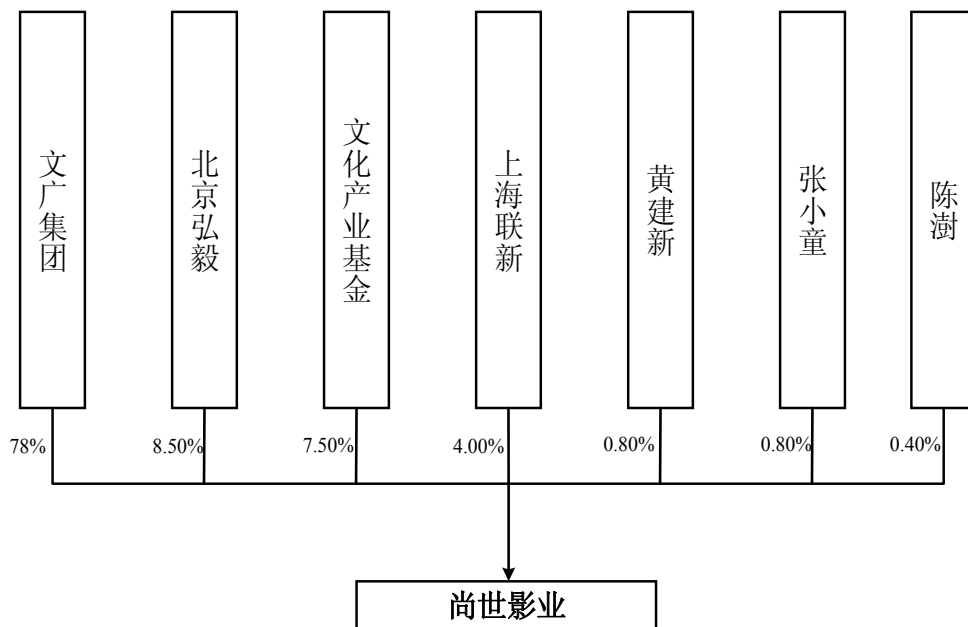 文广集团
北京弘毅
文化产业基金
上海联新
黄建新
张小童
陈澍
78%
8.50%
7.50%
4.00%
0.80%
0.80%
0.40%
尚世影业